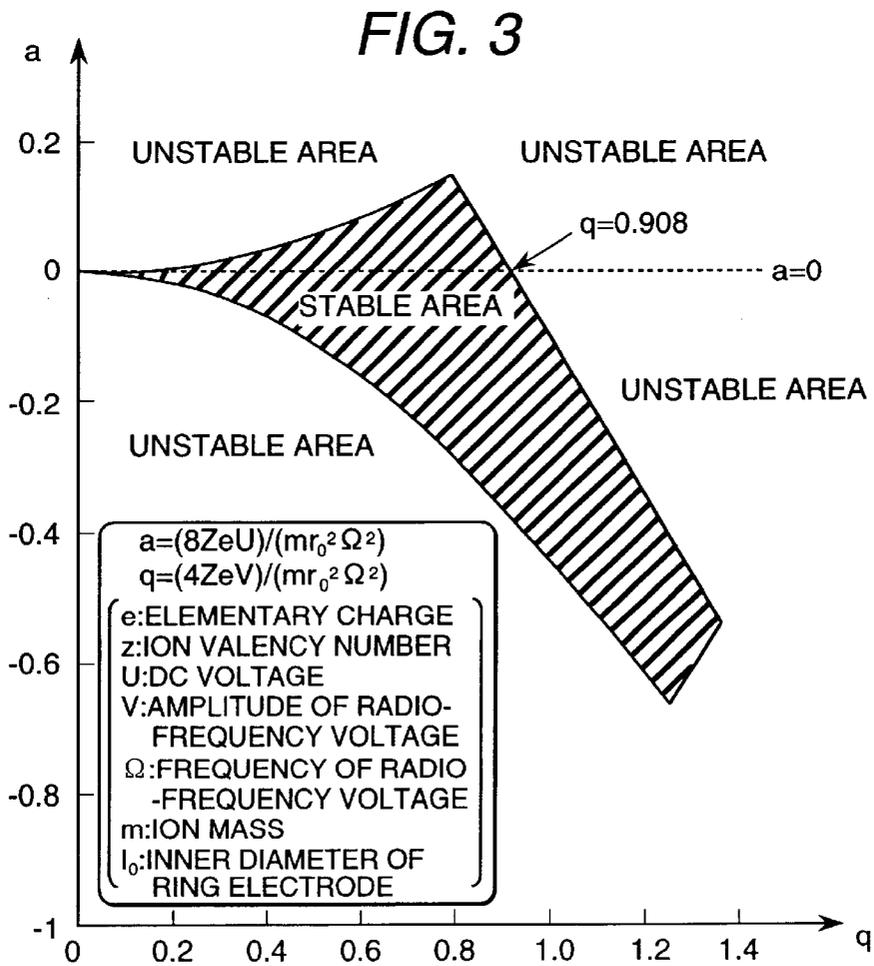 FIG. 3
a
0.2
UNSTABLE AREA
UNSTABLE AREA
q=0.908
0
a=0
STABLE AREA
UNSTABLE AREA
-0.2
UNSTABLE AREA
-0.4
a=(8ZeU)/(mr₀²Ω²)
q=(4ZeV)/(mr₀²Ω²)
e:ELEMENTARY CHARGE
z:ION VALENCY NUMBER
-0.6
U:DC VOLTAGE
V:AMPLITUDE OF RADIO-
FREQUENCY VOLTAGE
Ω:FREQUENCY OF RADIO
-0.8
-FREQUENCY VOLTAGE
m:ION MASS
l₀:INNER DIAMETER OF
RING ELECTRODE
-1
q
0 0.2 0.4 0.6 0.8 1.0 1.2 1.4